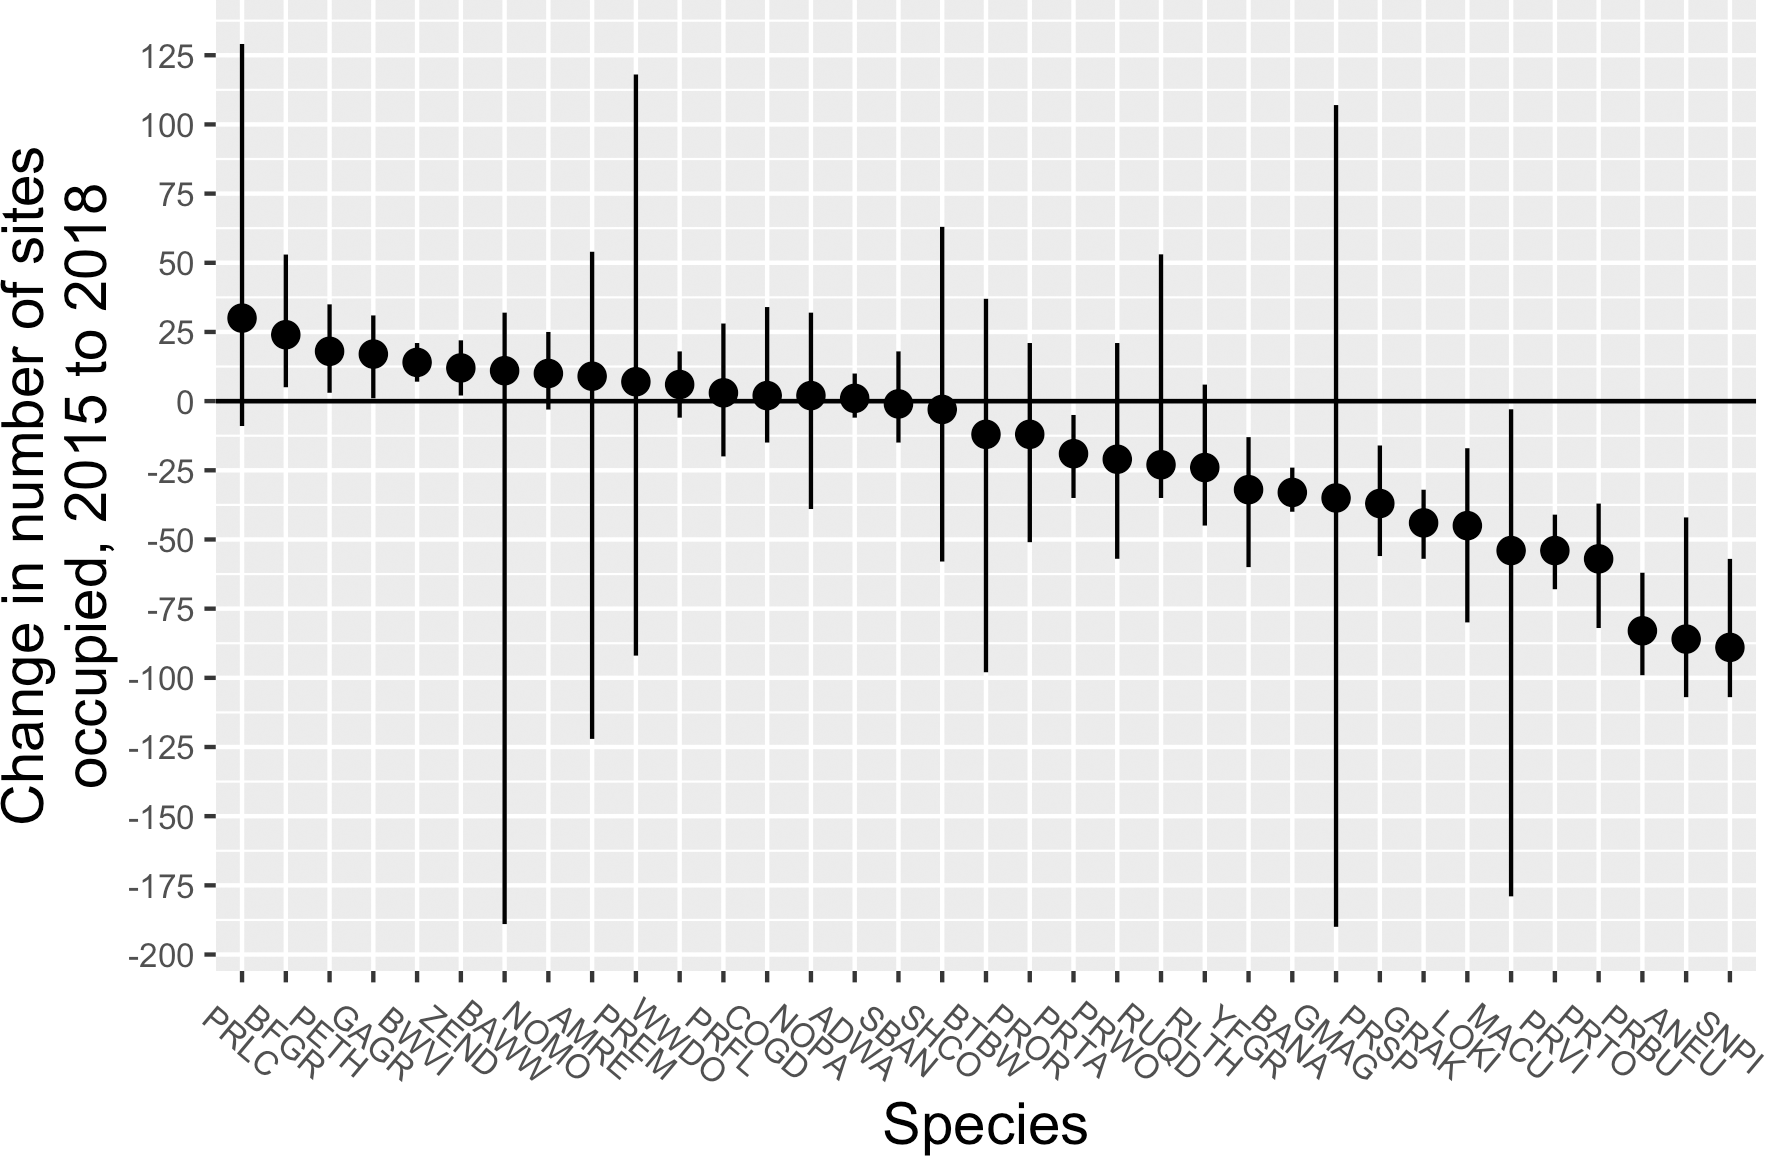 Change in number of sites
occupied, 2015 to 2018
125
100
75
50
25
0
-25
-50
-75
-100
-125
-150
-175
-200
PRLC
BFGR
PETH
GAGR
BWVI
ZEND
BAWW
NOMO
AMRE
PREM
WWDO
PRFL
COGD
NOPA
ADWA
SBAN
SHCO
BTBW
PROR
PRTA
PRWO
RUQD
RLTH
YFGR
BANA
GMAG
PRSP
GRAK
LOKI
MACU
PRVI
PRTO
PRBU
ANEU
SNPI
Species